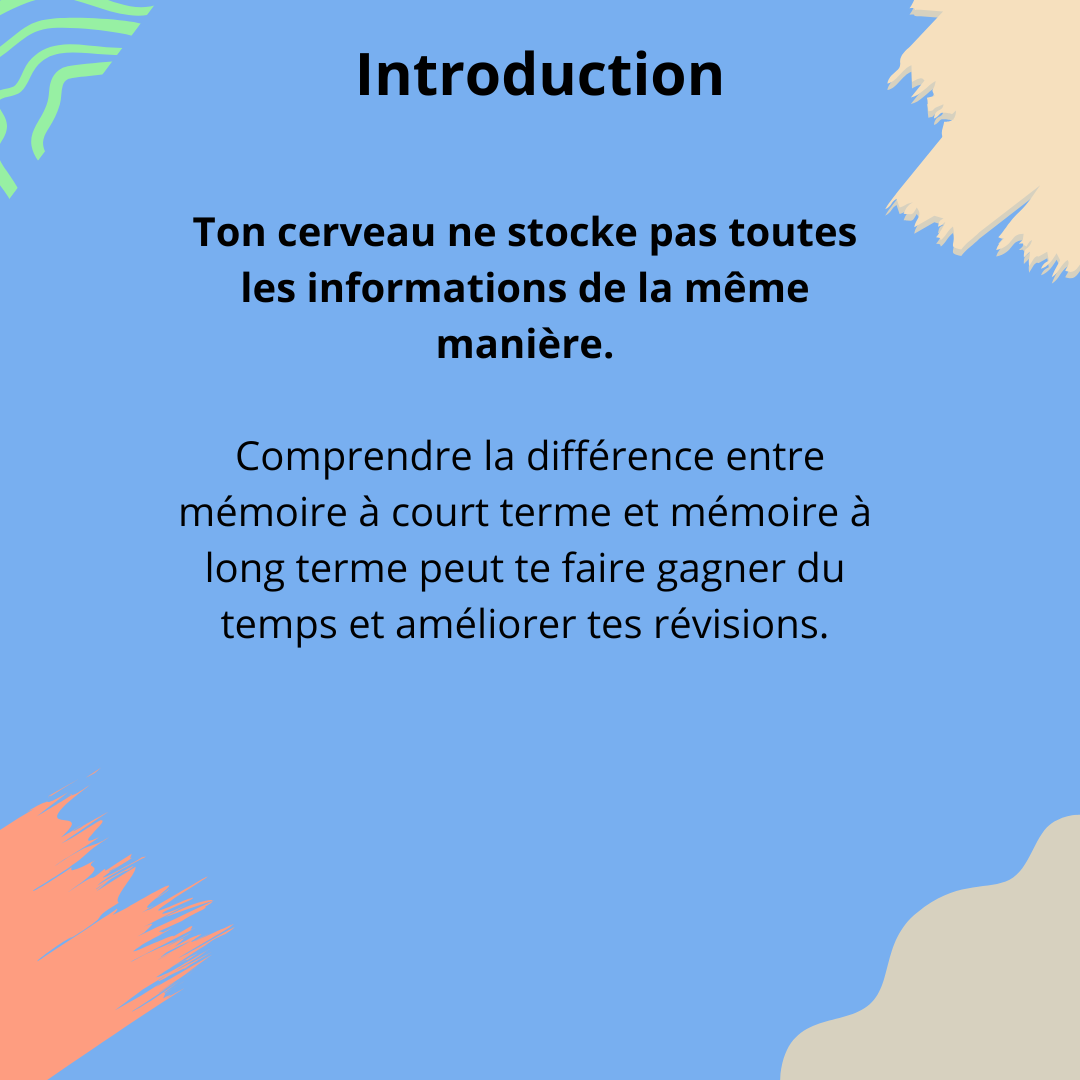 Introduction
Ton cerveau ne stocke pas toutes
les informations de la même
manière.
Comprendre la différence entre
mémoire à court terme et mémoire à
long terme peut te faire gagner du
temps et améliorer tes révisions.